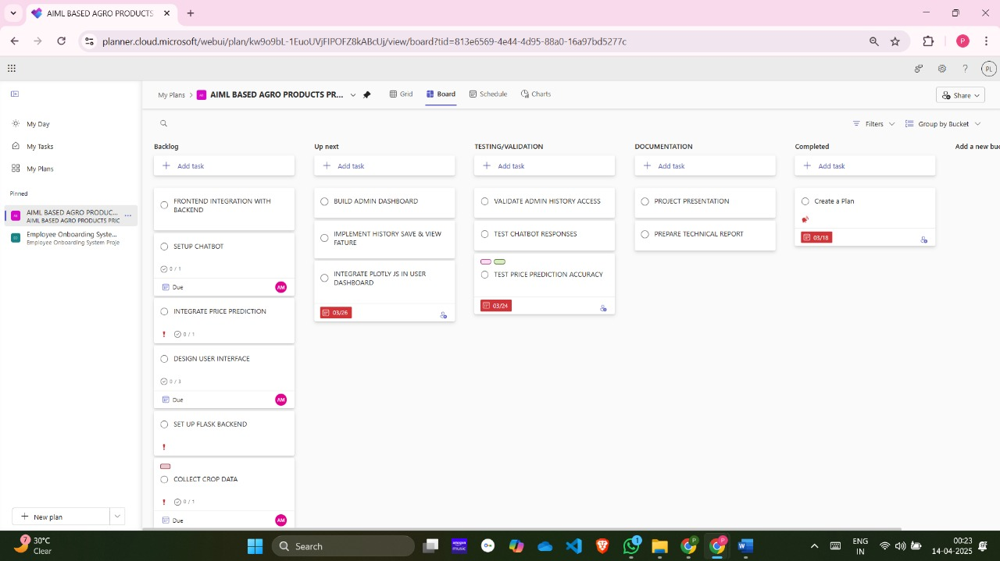 AIML BASED AGRO PRODUCTS
planner.cloud.microsoft/webui/plan/kw9o9bL-1EuoUVjFIPOFZ8kABcUj/view/board?tid=813e6569-4e44-4d95-88a0-16a97bd5277c
P
PL
My Plans
AIML BASED AGRO PRODUCTS PR...
Grid
Board
Schedule
Charts
Share
My Day
My Tasks
My Plans
Pinned
AIML BASED AGRO PRODUC...
AIML BASED AGRO PRODUCTS PRIC
Employee Onboarding Syste...
Employee Onboarding System Proje
New plan
Filters
Group by Bucket
Backlog
Add task
FRONTEND INTEGRATION WITH
BACKEND
SETUP CHATBOT
0 / 1
Due
AM
INTEGRATE PRICE PREDICTION
0 / 1
DESIGN USER INTERFACE
0 / 3
Due
AM
SET UP FLASK BACKEND
COLLECT CROP DATA
0 / 1
Due
AM
Up next
Add task
BUILD ADMIN DASHBOARD
IMPLEMENT HISTORY SAVE & VIEW
FATURE
INTEGRATE PLOTLY JS IN USER
DASHBOARD
03/26
TESTING/VALIDATION
Add task
VALIDATE ADMIN HISTORY ACCESS
TEST CHATBOT RESPONSES
TEST PRICE PREDICTION ACCURACY
03/24
DOCUMENTATION
Add task
PROJECT PRESENTATION
PREPARE TECHNICAL REPORT
Completed
Add task
Create a Plan
03/18
Add a new buc
7
30°C
Clear
Search
1
ENG
IN
00:23
14-04-2025